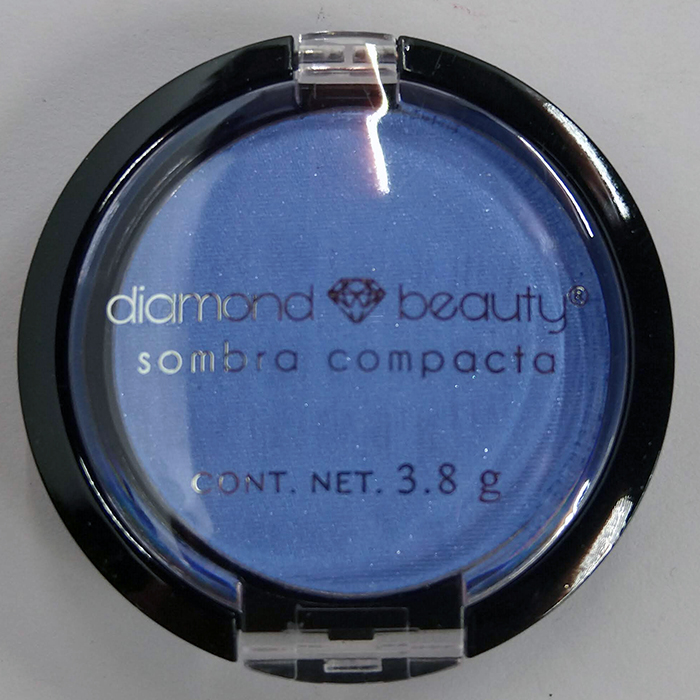 diamond beauty®
sombra compacta
CONT. NET. 3.8 g